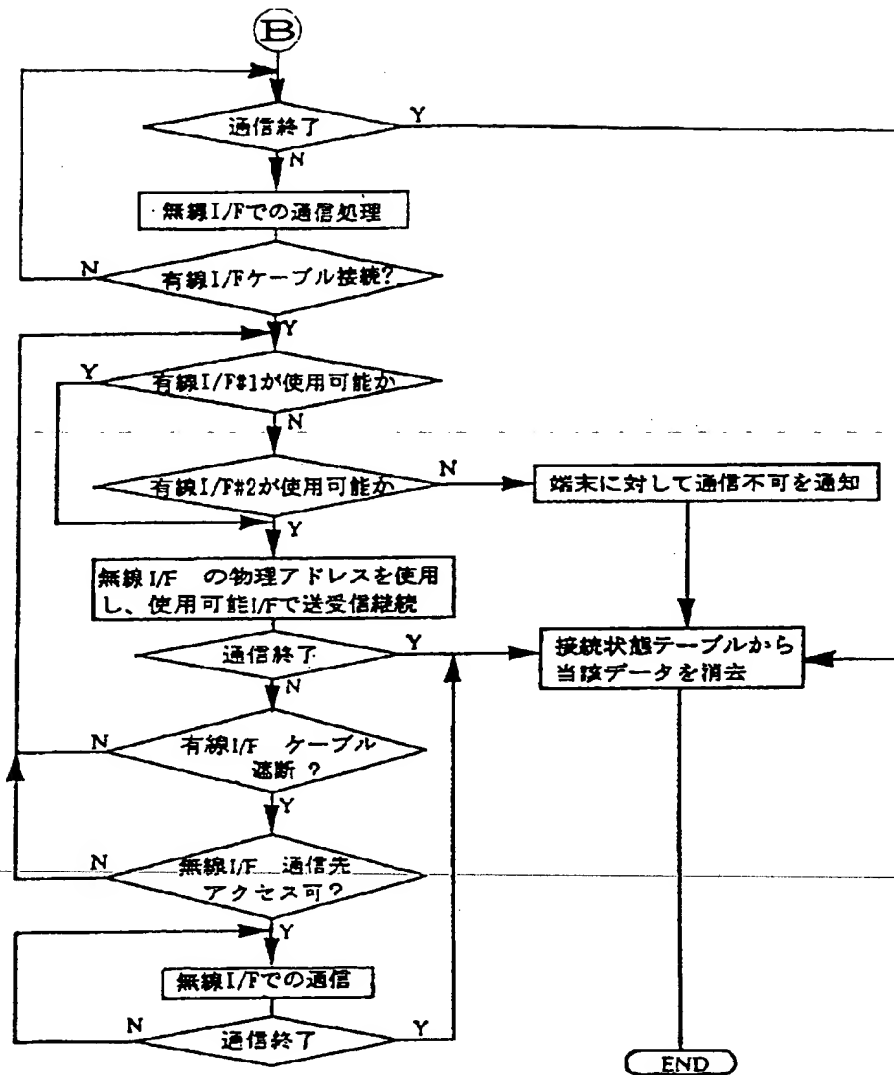 B
通信終了
Y
N
無線I/Fでの通信処理
N
有線I/Fケーブル接続?
Y
Y
有線I/F#1が使用可能か
N
有線I/F#2が使用可能か
N
端末に対して通信不可を通知
Y
無線I/F の物理アドレスを使用
し、使用可能I/Fで送受信継続
通信終了
Y
接続状態テーブルから
当該データを消去
N
N
有線I/F ケーブル
遮断 ?
Y
N
無線I/F 通信先
アクセス可?
Y
無線I/Fでの通信
N
通信終了
Y
END